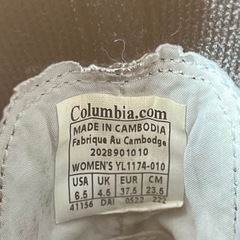 Columbia.com
MADE IN CAMBODIA
Fabrique Au Cambodge
2028901010
WOMEN'S YL1174-010
USA UK EUR CM
6.5 4.5 37.5 23.5
41156 DAI 0522 222